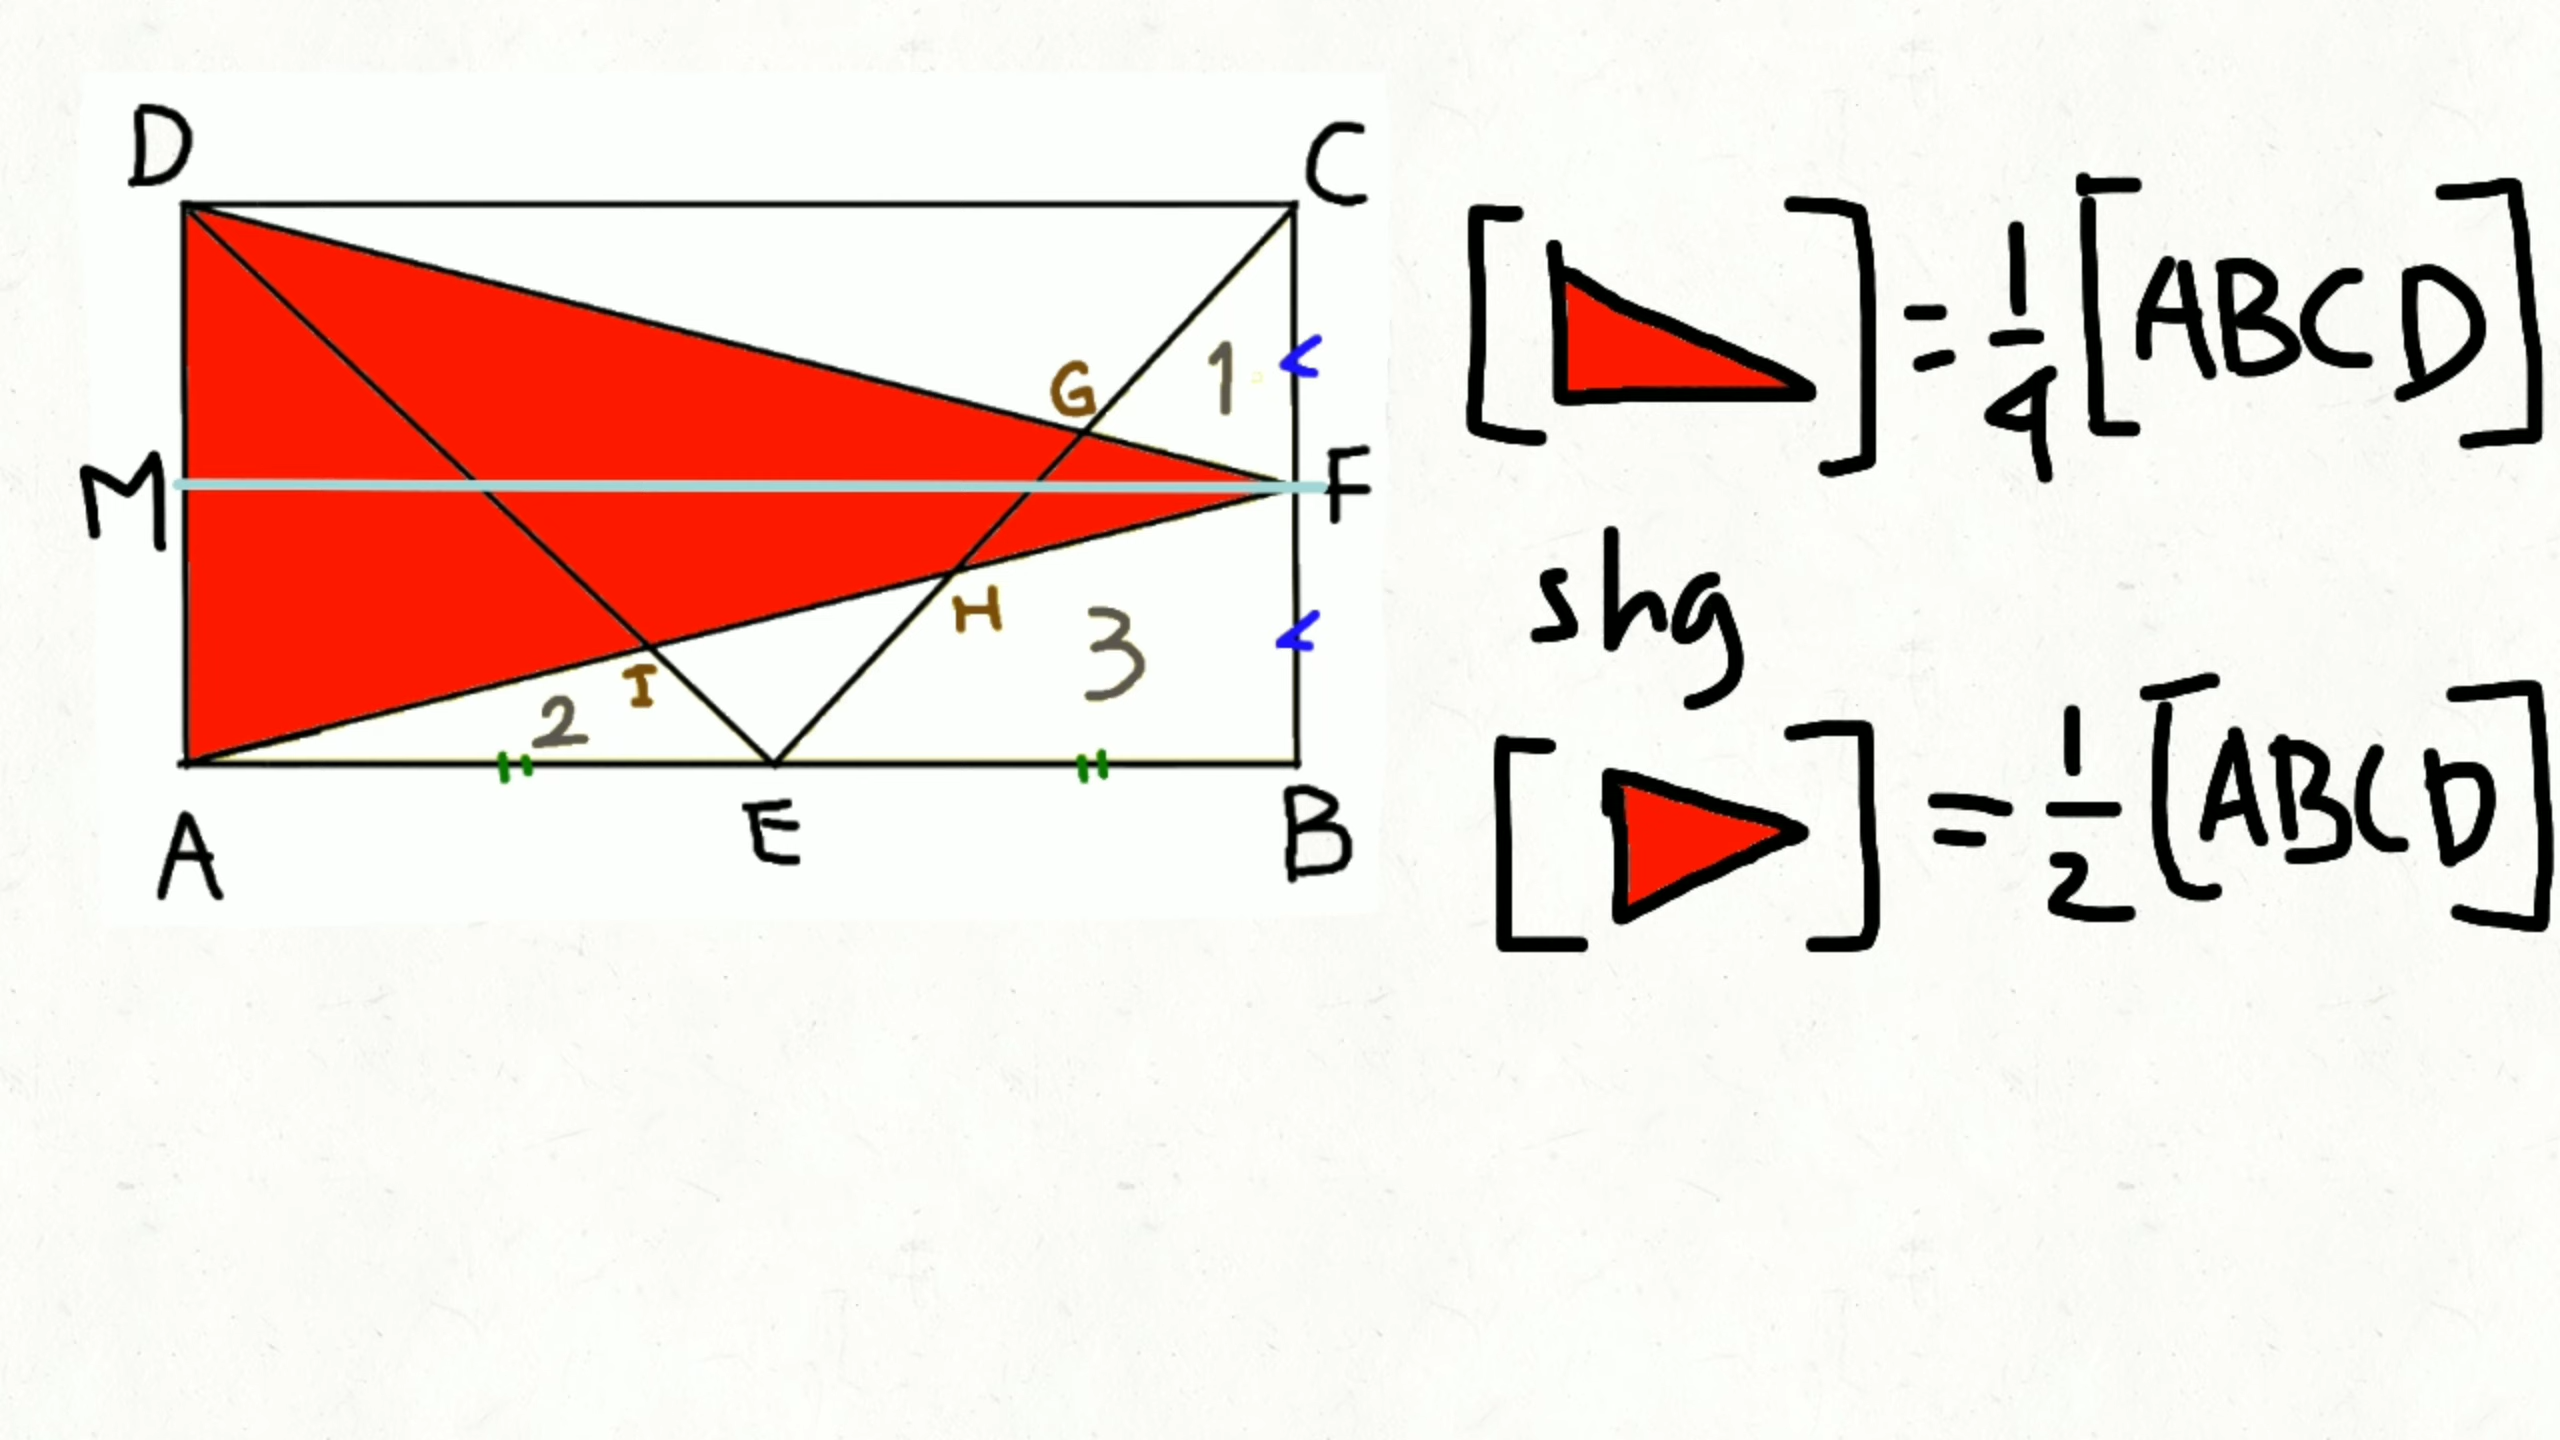 D
C
G
1
M
F
H
3
I
2
A
E
B
[ ] = 1/4 [ABCD]
shg
[ ] = 1/2 [ABCD]